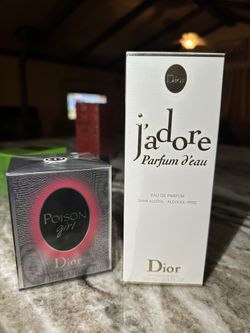 POISON
girl
Dior
Dior
j'adore
Parfum d'eau
EAU DE PARFUM
SANS ALCOOL - ALCOHOL-FREE
Dior